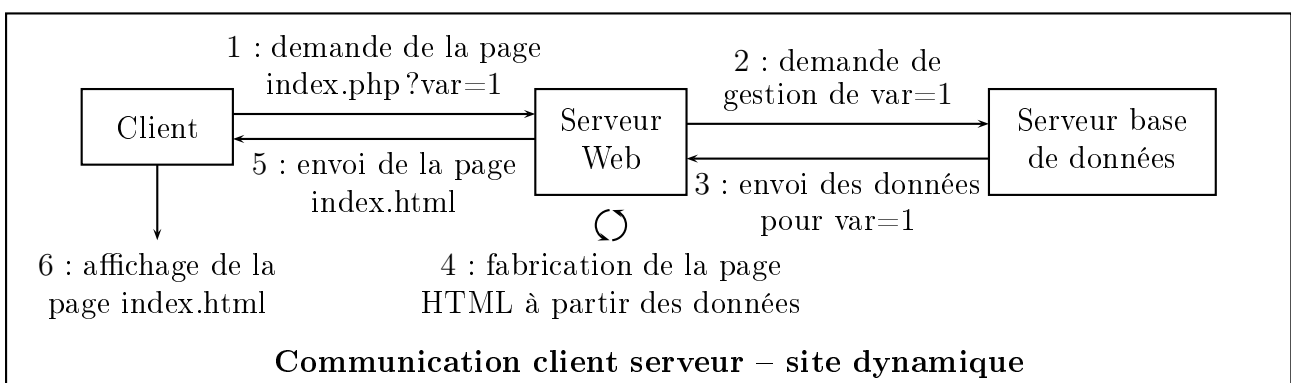 1 : demande de la page
index.php ?var=1
2 : demande de
gestion de var=1
Client
Serveur
Web
Serveur base
de données
5 : envoi de la page
index.html
3 : envoi des données
pour var=1
6 : affichage de la
page index.html
4 : fabrication de la page
HTML à partir des données
Communication client serveur – site dynamique